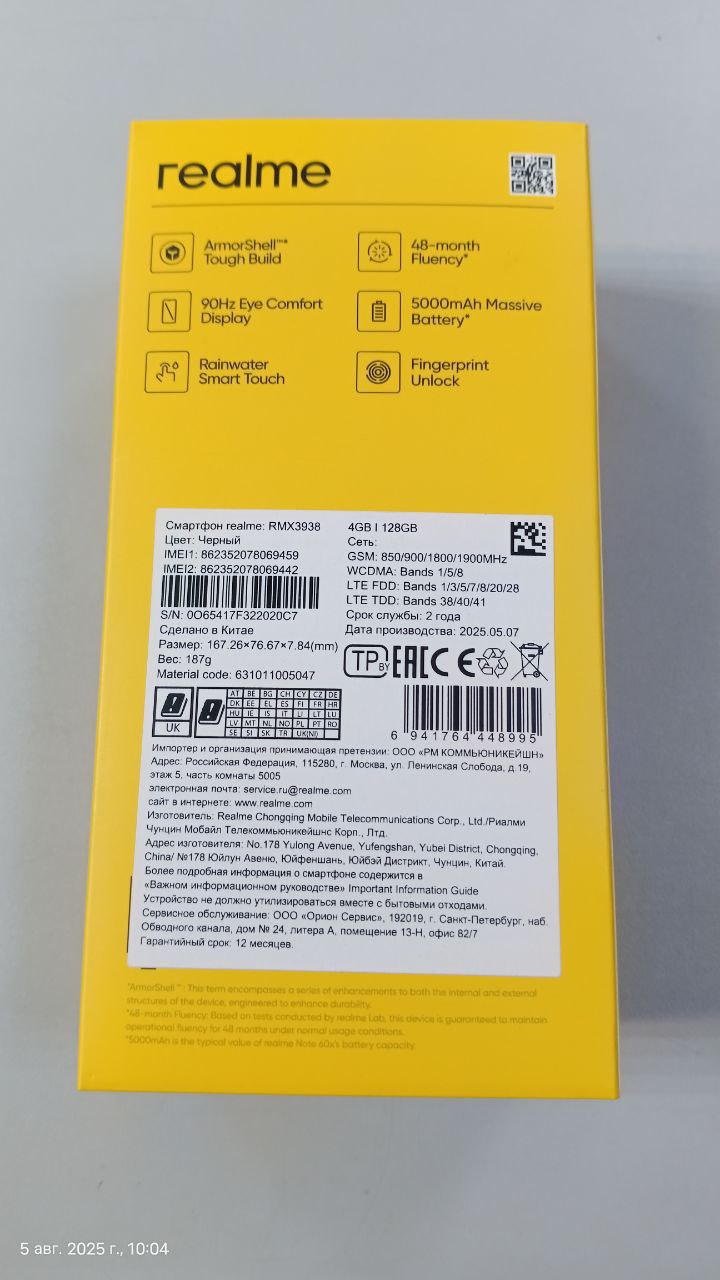 realme
ArmorShell™* Tough Build
48-month Fluency*
90Hz Eye Comfort Display
5000mAh Massive Battery*
Rainwater Smart Touch
Fingerprint Unlock
Смартфон realme: RMX3938
Цвет: Черный
IMEI1: 862352078069459
IMEI2: 862352078069442
S/N: 0O65417F322020C7
Сделано в Китае
Размер: 167.26×76.67×7.84(mm)
Вес: 187g
Material code: 631011005047
4GB I 128GB
Сеть:
GSM: 850/900/1800/1900MHz
WCDMA: Bands 1/5/8
LTE FDD: Bands 1/3/5/7/8/20/28
LTE TDD: Bands 38/40/41
Срок службы: 2 года
Дата производства: 2025.05.07
TP BY EAC CE
UK
AT BE BG CH CY CZ DE
DK EE EL ES FI FR HR
HU IE IS IT LI LT LU
LV MT NL NO PL PT RO
SE SI SK TR UK(NI)
6 941764 448995
Импортер и организация принимающая претензии: ООО «РМ КОММЬЮНИКЕЙШН»
Адрес: Российская Федерация, 115280, г. Москва, ул. Ленинская Слобода, д.19,
этаж 5, часть комнаты 5005
электронная почта: service.ru@realme.com
сайт в интернете: www.realme.com
Изготовитель: Realme Chongqing Mobile Telecommunications Corp., Ltd./Риалми
Чунцин Мобайл Телекоммьюникейшнс Корп., Лтд.
Адрес изготовителя: No.178 Yulong Avenue, Yufengshan, Yubei District, Chongqing,
China/ №178 Юйлун Авеню, Юйфеншань, Юйбэй Дистрикт, Чунцин, Китай.
Более подробная информация о смартфоне содержится в
«Важном информационном руководстве» Important Information Guide
Устройство не должно утилизироваться вместе с бытовыми отходами.
Сервисное обслуживание: ООО «Орион Сервис», 192019, г. Санкт-Петербург, наб.
Обводного канала, дом № 24, литера А, помещение 13-Н, офис 82/7
Гарантийный срок: 12 месяцев.
*ArmorShell™: This term encompasses a series of enhancements to both the internal and external
structures of the device, engineered to enhance durability.
*48-month Fluency: Based on tests conducted by realme Lab, this device is guaranteed to maintain
operational fluency for 48 months under normal usage conditions.
*5000mAh is the typical value of realme Note 60x's battery capacity.
5 авг. 2025 г., 10:04